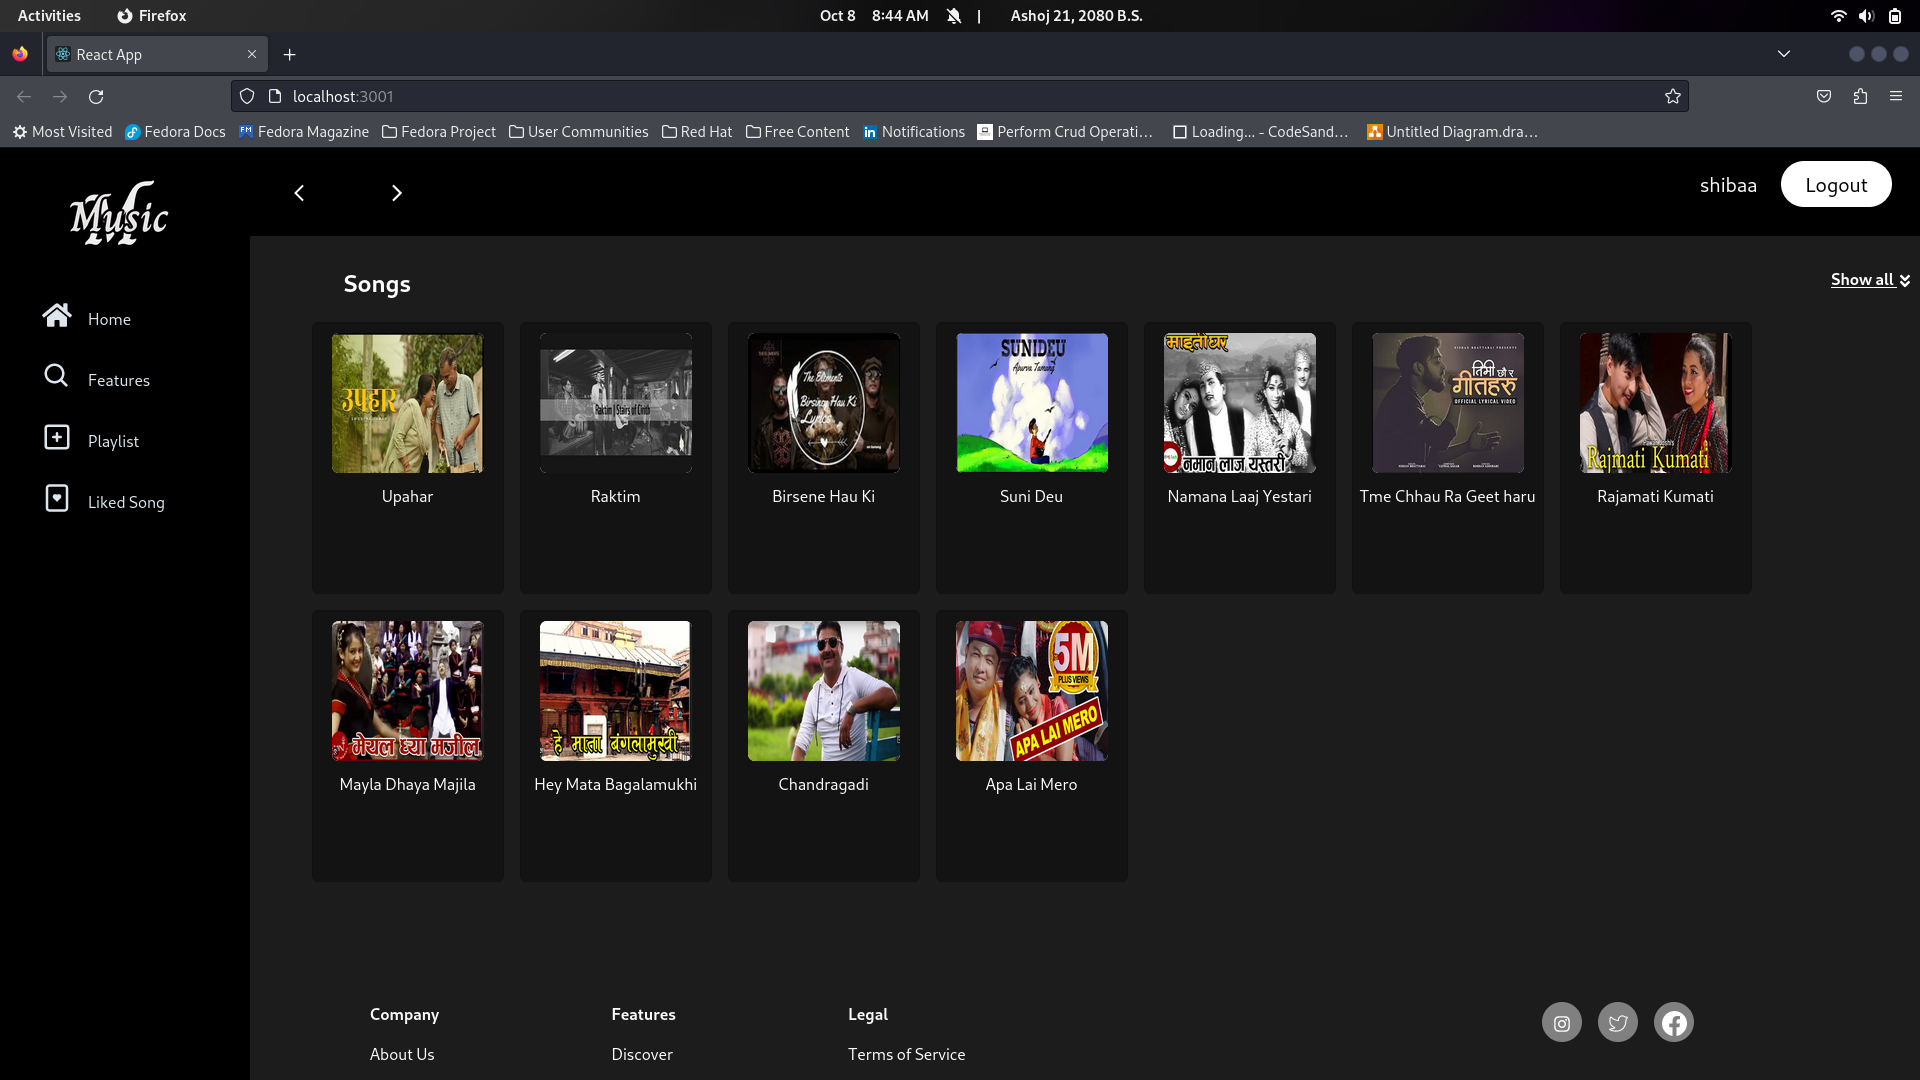 Activities
Firefox
Oct 8 8:44 AM | Ashoj 21, 2080 B.S.
React App
localhost:3001
Most Visited Fedora Docs Fedora Magazine Fedora Project User Communities Red Hat Free Content Notifications Perform Crud Operati… Loading... - CodeSand… Untitled Diagram.dra…
Music
shibaa
Logout
Home
Features
Playlist
Liked Song
Songs
Show all
उपहार
Raktim | Stairs of Cloth
The Elements
Birsiney Hau Ki
Lyrics
SUNIDEU
Apurva Tamang
माइतीघर
नमान लाज यस्तरी
तिमी छौ र
गीतहरु
OFFICIAL LYRICAL VIDEO
Rajmati Kumati
Upahar
Raktim
Birsene Hau Ki
Suni Deu
Namana Laaj Yestari
Tme Chhau Ra Geet haru
Rajamati Kumati
मेयल ध्या मजील
हे माता बंगलामुखी
5M
PLUS VIEWS
APA LAI MERO
Mayla Dhaya Majila
Hey Mata Bagalamukhi
Chandragadi
Apa Lai Mero
Company
Features
Legal
About Us
Discover
Terms of Service